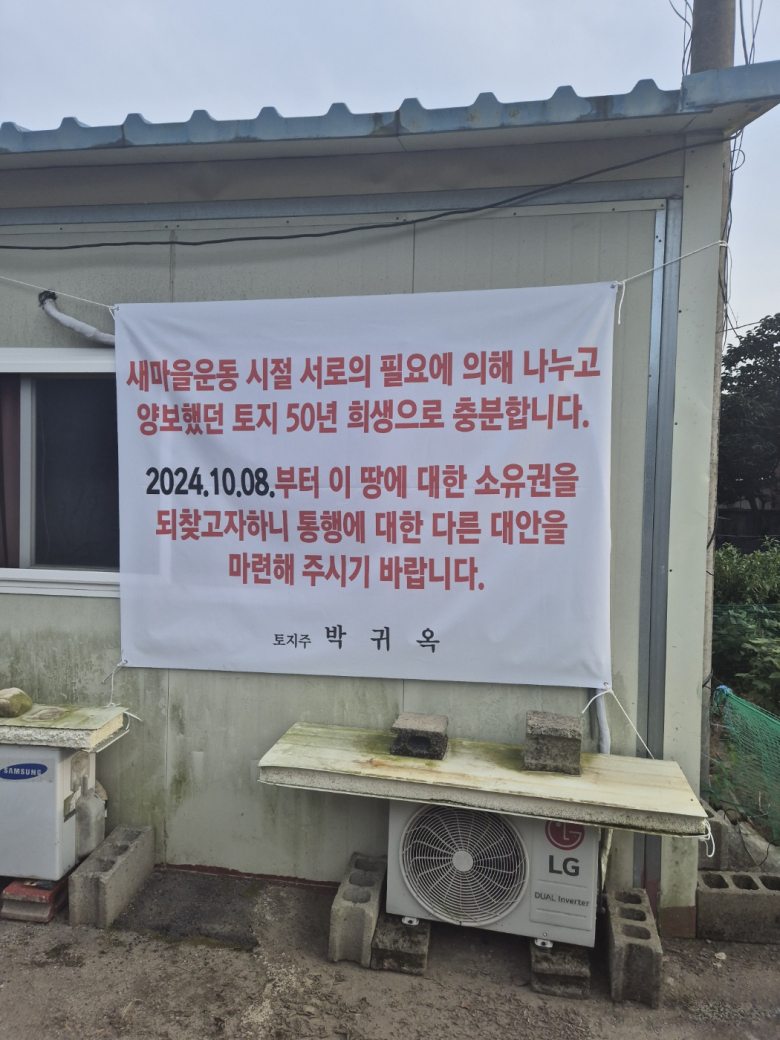 새마을운동 시절 서로의 필요에 의해 나누고
양보했던 토지 50년 희생으로 충분합니다.
2024.10.08.부터 이 땅에 대한 소유권을
되찾고자하니 통행에 대한 다른 대안을
마련해 주시기 바랍니다.
토지주 박 귀 옥
SAMSUNG
LG
DUAL Inverter